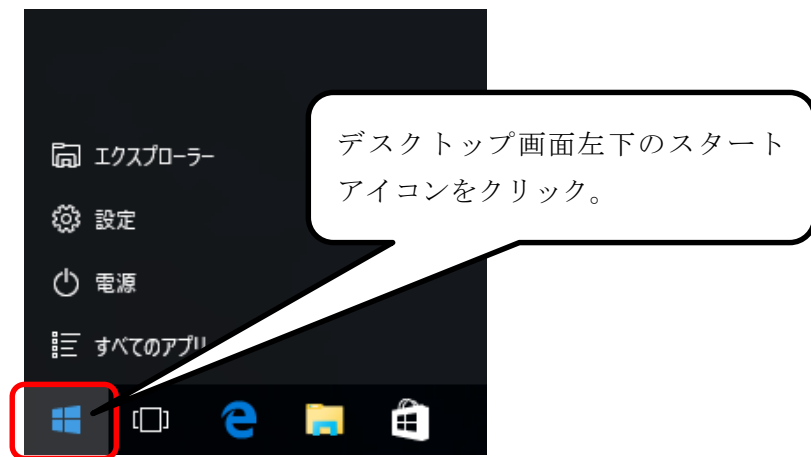 デスクトップ画面左下のスタート
アイコンをクリック。
エクスプローラー
設定
電源
すべてのアプリ